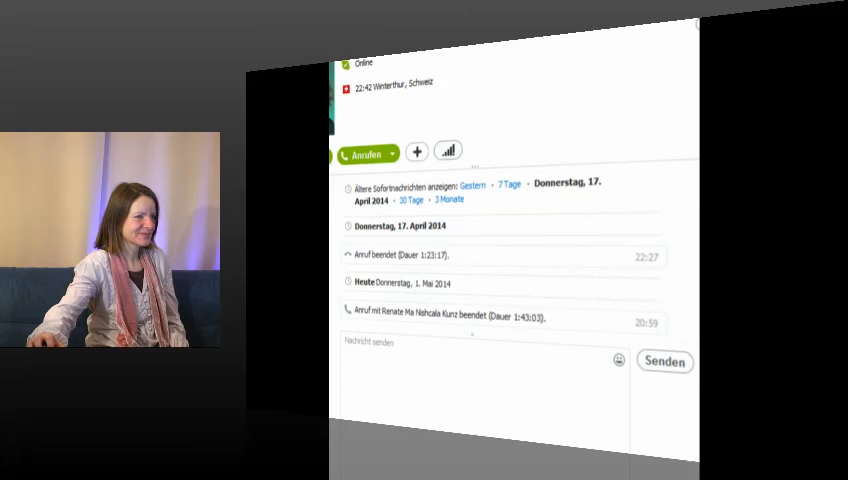 Online
22:42 Winterthur, Schweiz
Anrufen
Ältere Sofortnachrichten anzeigen: Gestern • 7 Tage • Donnerstag, 17.
April 2014 • 30 Tage • 3 Monate
Donnerstag, 17. April 2014
Anruf beendet (Dauer 1:23:17). 22:27
Heute Donnerstag, 1. Mai 2014
Anruf mit Renate Ma Nishcala Kunz beendet (Dauer 1:43:03). 20:59
Nachricht senden
Senden